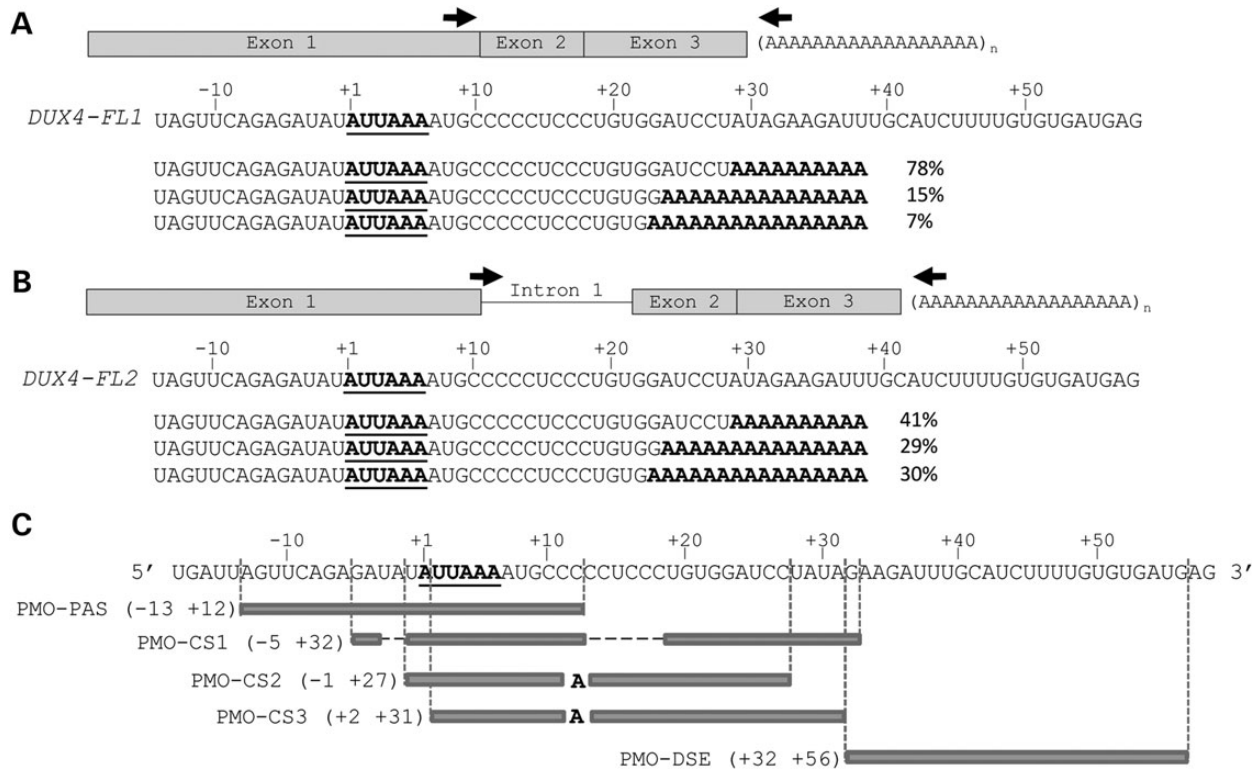 A
Exon 1 Exon 2 Exon 3 (AAAAAAAAAAAAAAAAAA)n
-10 +1 +10 +20 +30 +40 +50
DUX4-FL1 UAGUUCAGAGAUAUAUUAAAAUGCCCCCUCCCUGUGGAUCCUAUAGAAGAUUUGCAUCUUUUGUGUGAUGAG
UAGUUCAGAGAUAUAUUAAAAUGCCCCCUCCCUGUGGAUCCUAAAAAAAAAA 78%
UAGUUCAGAGAUAUAUUAAAAUGCCCCCUCCCUGUGGAAAAAAAAAAAAAAA 15%
UAGUUCAGAGAUAUAUUAAAAUGCCCCCUCCCUGUGAAAAAAAAAAAAAAAA 7%
B
Exon 1 Intron 1 Exon 2 Exon 3 (AAAAAAAAAAAAAAAAAA)n
-10 +1 +10 +20 +30 +40 +50
DUX4-FL2 UAGUUCAGAGAUAUAUUAAAAUGCCCCCUCCCUGUGGAUCCUAUAGAAGAUUUGCAUCUUUUGUGUGAUGAG
UAGUUCAGAGAUAUAUUAAAAUGCCCCCUCCCUGUGGAUCCUAAAAAAAAAA 41%
UAGUUCAGAGAUAUAUUAAAAUGCCCCCUCCCUGUGGAAAAAAAAAAAAAAA 29%
UAGUUCAGAGAUAUAUUAAAAUGCCCCCUCCCUGUGAAAAAAAAAAAAAAAA 30%
C
-10 +1 +10 +20 +30 +40 +50
5′ UGAUUAGUUCAGAGAUAUAUUAAAAUGCCCCCUCCCUGUGGAUCCUAUAGAAGAUUUGCAUCUUUUGUGUGAUGAG 3′
PMO-PAS (-13 +12)
PMO-CS1 (-5 +32)
PMO-CS2 (-1 +27) A
PMO-CS3 (+2 +31) A
PMO-DSE (+32 +56)